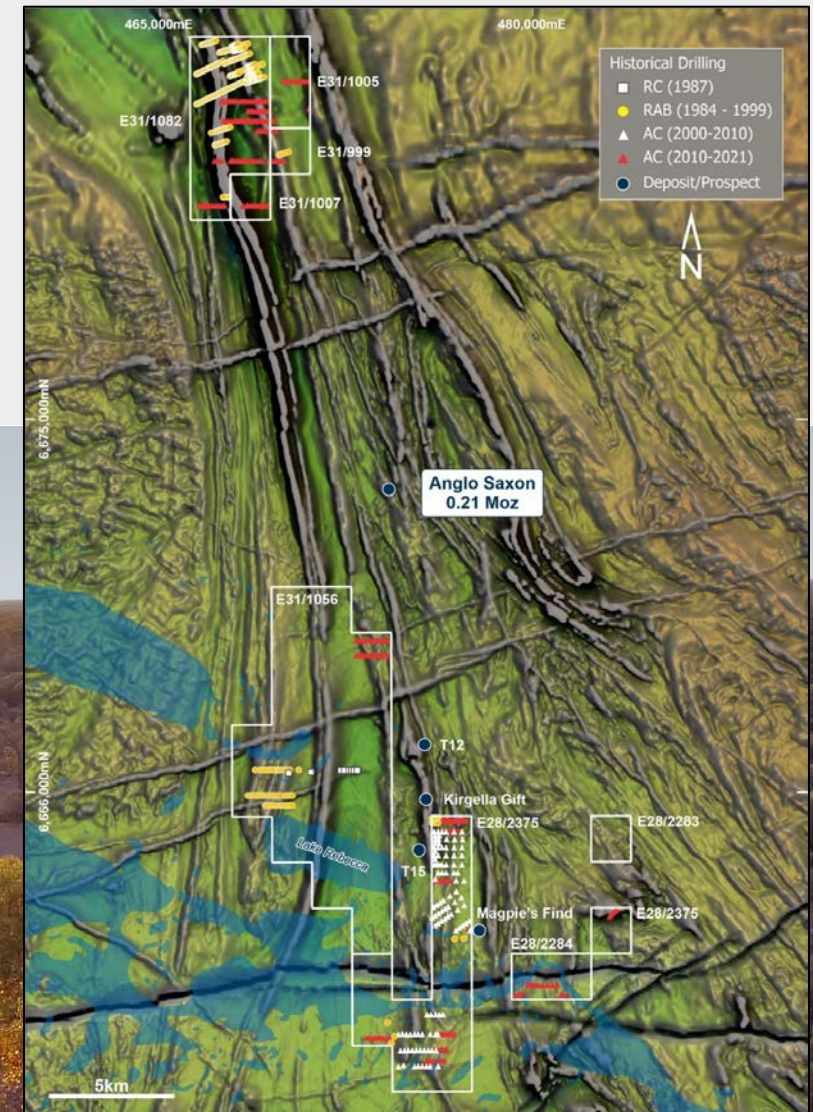 465,000mE
480,000mE
Historical Drilling
RC (1987)
RAB (1984 - 1999)
AC (2000-2010)
AC (2010-2021)
Deposit/Prospect
N
E31/1005
E31/1082
E31/999
E31/1007
6,675,000mN
Anglo Saxon
0.21 Moz
E31/1056
T12
6,666,000mN
Kirgella Gift
E28/2375
E28/2283
Lake Rebecca
T15
E28/2375
Magpie's Find
E28/2284
5km